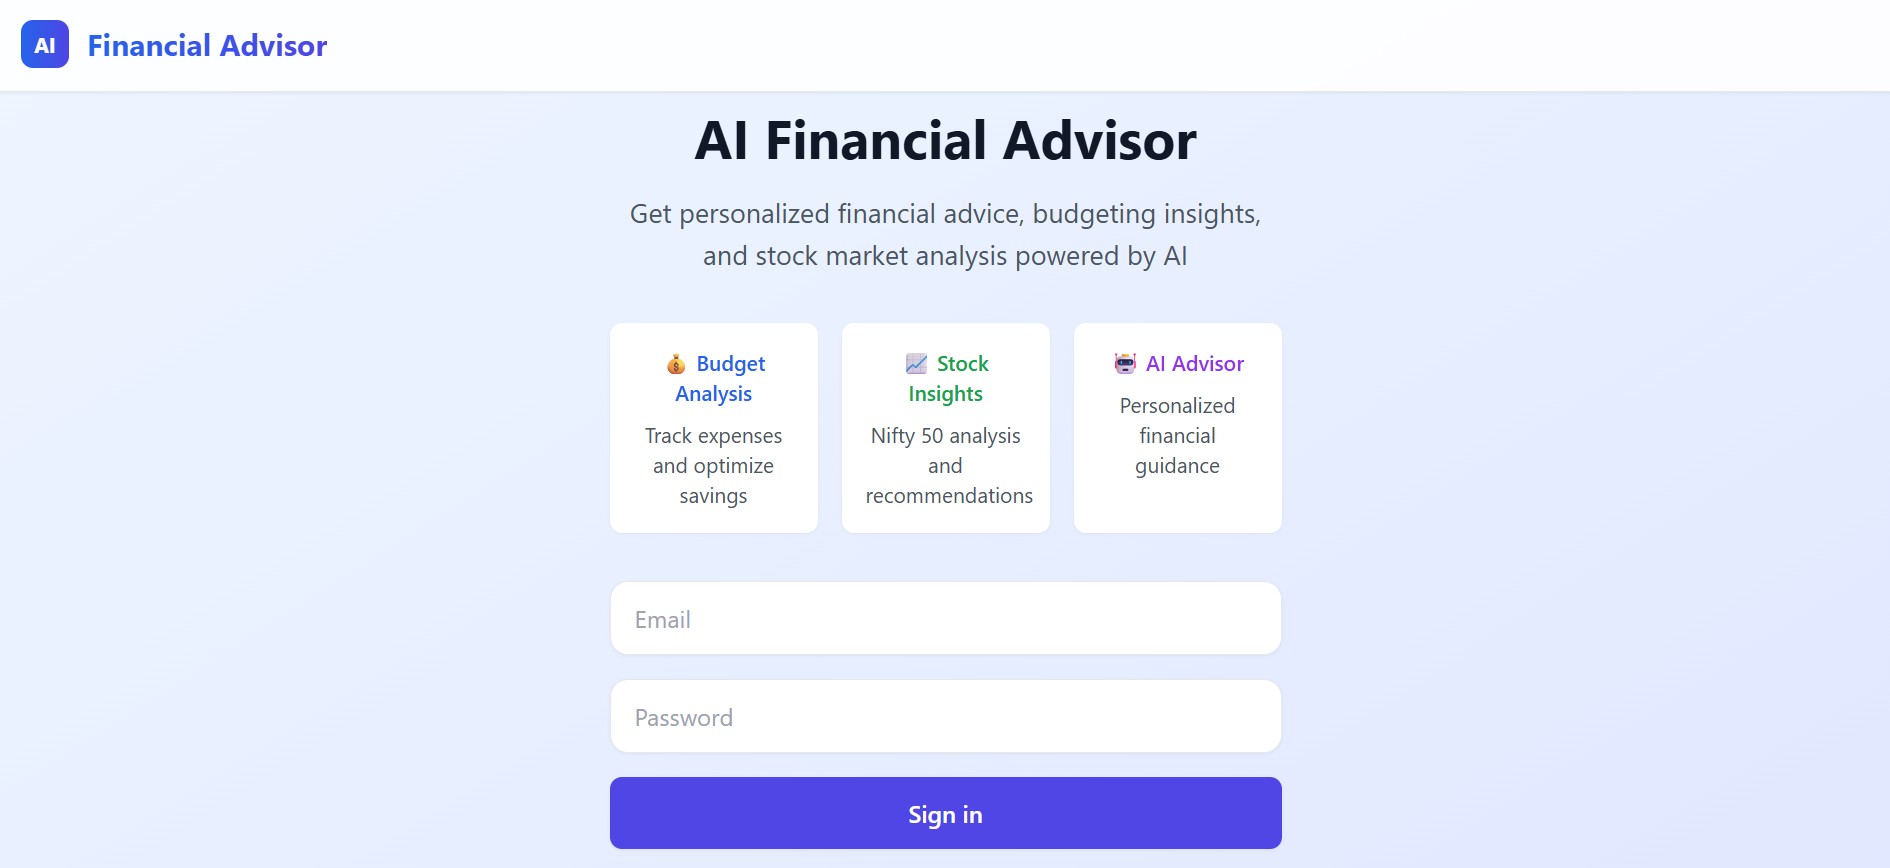 AI Financial Advisor
AI Financial Advisor
Get personalized financial advice, budgeting insights,
and stock market analysis powered by AI
💰 Budget
Analysis
Track expenses
and optimize
savings
📈 Stock
Insights
Nifty 50 analysis
and
recommendations
🤖 AI Advisor
Personalized
financial
guidance
Email
Password
Sign in